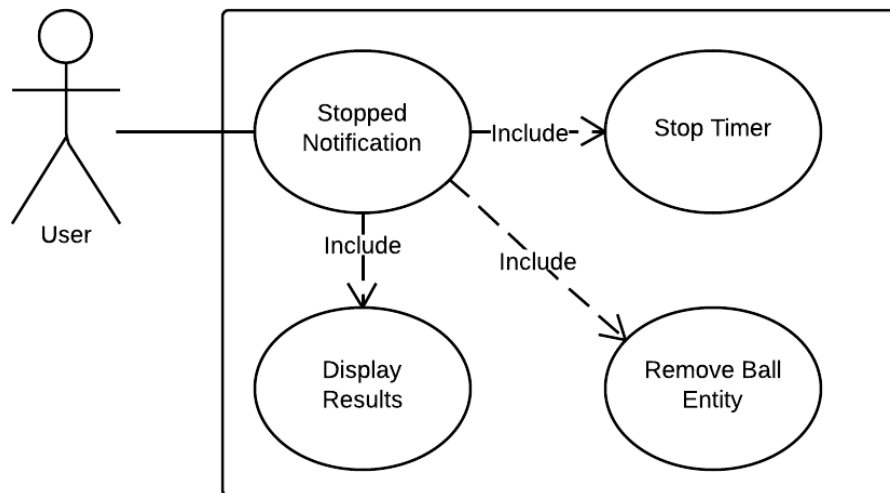 Stopped
Notification
Include
Stop Timer
User
Include
Include
Display
Results
Remove Ball
Entity